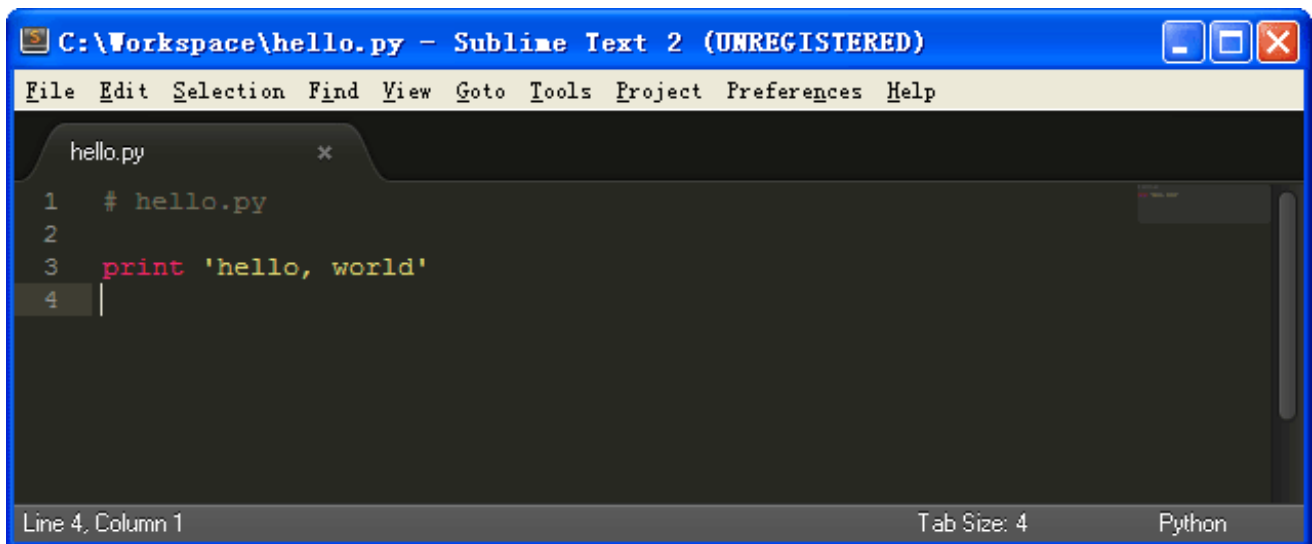 C:\Workspace\hello.py - Sublime Text 2 (UNREGISTERED)
File Edit Selection Find View Goto Tools Project Preferences Help
hello.py ×
1 # hello.py
2
3 print 'hello, world'
4
Line 4, Column 1 Tab Size: 4 Python